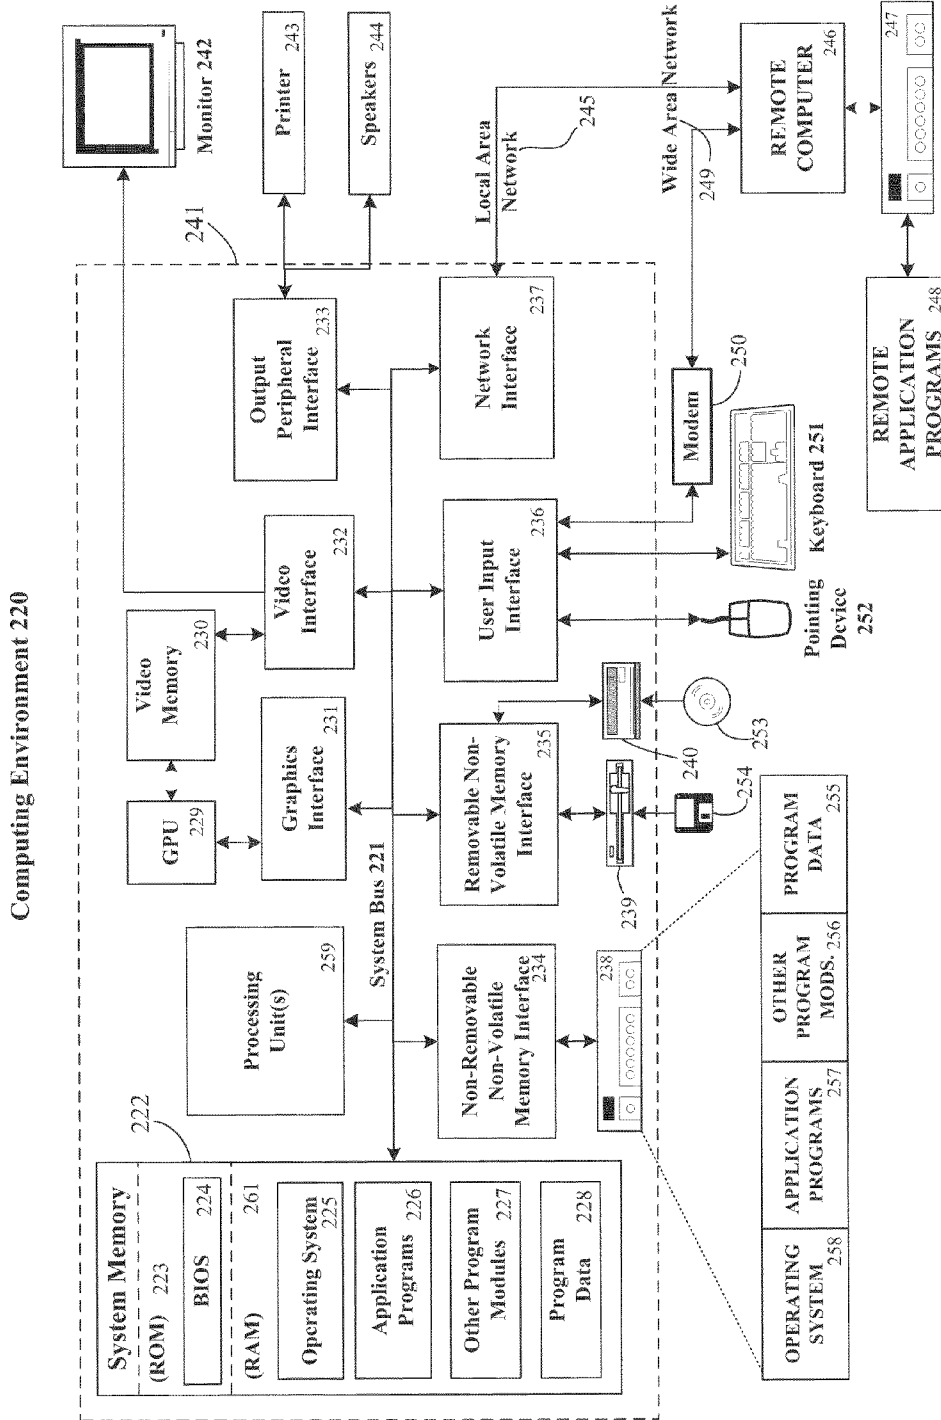 Computing Environment 220
System Memory
222
(ROM) 223
BIOS
224
(RAM)
261
Operating System
225
Application
Programs 226
Other Program
Modules 227
Program
Data 228
Processing
Unit(s)
259
System Bus 221
GPU
229
Video
Memory
230
Graphics
Interface
231
Video
Interface
232
Output
Peripheral
Interface
233
241
Monitor 242
Printer
243
Speakers
244
Non-Removable
Non-Volatile
Memory Interface
234
Removable Non-
Volatile Memory
Interface
235
User Input
Interface
236
Network
Interface
237
Local Area
Network
245
Wide Area Network
249
REMOTE
COMPUTER
246
247
REMOTE
APPLICATION
PROGRAMS 248
Modem
250
Keyboard 251
Pointing
Device
252
238
239
240
253
254
OPERATING
SYSTEM 258
APPLICATION
PROGRAMS 257
OTHER
PROGRAM
MODS. 256
PROGRAM
DATA
255